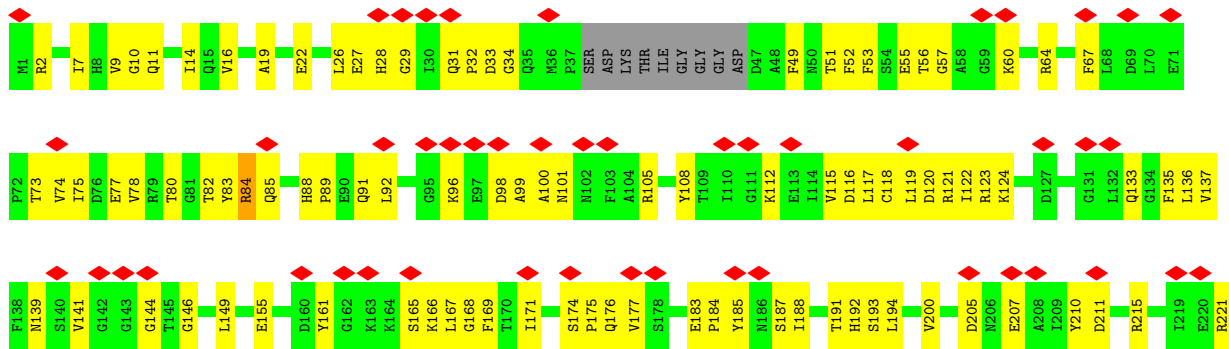 M1 R2 I7 H8 V9 G10 Q11 I14 Q15 V16 A19 E22 L26 E27 H28 G29 I30 Q31 P32 D33 G34 Q35 M36 P37 SER ASP LYS THR ILE GLY GLY GLY ASP D47 A48 F49 N50 T51 F52 F53 S54 E55 T56 G57 A58 G59 K60 R64 F67 L68 D69 L70 E71
P72 T73 V74 I75 D76 E77 V78 R79 T80 G81 T82 Y83 R84 Q85 H88 P89 E90 Q91 L92 G95 K96 E97 D98 A99 A100 N101 N102 F103 A104 R105 Y108 T109 I110 G111 K112 E113 I114 V115 D116 L117 C118 L119 D120 R121 I122 R123 K124 D127 G131 L132 Q133 G134 F135 L136 V137
F138 N139 S140 V141 G142 G143 G144 T145 G146 L149 E155 D160 Y161 G162 K163 K164 S165 K166 L167 G168 F169 T170 I171 S174 P175 Q176 V177 S178 E183 P184 Y185 N186 S187 I188 T191 H192 S193 L194 V200 D205 N206 E207 A208 I209 Y210 D211 R215 I219 E220 R221